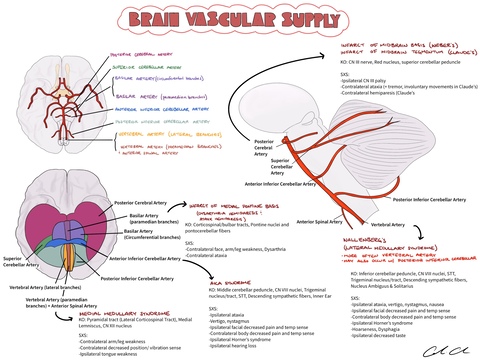 BRAIN VASCULAR SUPPLY
POSTERIOR CEREBRAL ARTERY
SUPERIOR CEREBELLAR ARTERY
BASILAR ARTERY (circumferential branches)
BASILAR ARTERY (paramedian branches)
ANTERIOR INFERIOR CEREBELLAR ARTERY
POSTERIOR INFERIOR CEREBELLAR ARTERY
VERTEBRAL ARTERY (LATERAL BRANCHES)
VERTEBRAL ARTERY (PARAMEDIAN BRANCHES)
+ ANTERIOR SPINAL ARTERY
INFARCT OF MIDBRAIN BASIS (WEBER'S)
INFARCT OF MIDBRAIN TEGMENTUM (CLAUDE'S)
KO: CN III nerve, Red nucleus, superior cerebellar peduncle
SXS:
-Ipsilateral CN III palsy
-Contralateral ataxia (+ tremor, involuntary movements in Claude's)
-Contralateral hemiparesis (Claude's)
Posterior
Cerebral
Artery
Superior
Cerebellar
Artery
Anterior Inferior Cerebellar Artery
Posterior Inferior Cerebellar Artery
Anterior Spinal Artery
Vertebral Artery
Posterior Cerebral Artery
Basilar Artery
(paramedian branches)
Basilar Artery
(Circumferential branches)
Superior
Cerebellar
Artery
Anterior Inferior Cerebellar Artery
Posterior Inferior Cerebellar Artery
Vertebral Artery (lateral branches)
Vertebral Artery (paramedian
branches) + Anterior Spinal Artery
INFARCT OF MEDIAL PONTINE BASIS
(DYSARTHRIA HEMIPARESIS /
ATAXIC HEMIPARESIS)
KO: Corticospinal/bulbar tracts, Pontine nuclei and
pontocerebellar fibers
SXS:
-Contralateral face, arm/leg weakness, Dysarthria
-Contralateral ataxia
MEDIAL MEDULLARY SYNDROME
KO: Pyramidal tract (Lateral Corticospinal Tract), Medial
Lemniscus, CN XII nucleus
SXS:
-Contralateral arm/leg weakness
-Contralateral decreased position/ vibration sense
-Ipsilateral tongue weakness
AICA SYNDROME
KO: Middle cerebellar peduncle, CN VIII nuclei, Trigeminal
nucleus/tract, STT, Descending sympathetic fibers, Inner Ear
SXS:
-Ipsilateral ataxia
-Vertigo, nystagmus
-Ipsilateral facial decreased pain and temp sense
-Contralateral body decreased pain and temp sense
-Ipsilateral Horner's syndrome
-Ipsilateral hearing loss
WALLENBERG'S
(LATERAL MEDULLARY SYNDROME)
- MORE OFTEN VERTEBRAL ARTERY
- MAY ALSO OCCUR W/ POSTERIOR INFERIOR CEREBELLAR
KO: Inferior cerebellar peduncle, CN VIII nuclei, STT,
Trigeminal nucleus/tract, Descending sympathetic fibers,
Nucleus Ambiguus & Solitarius
SXS:
-Ipsilateral ataxia, vertigo, nystagmus, nausea
-Ipsilateral facial decreased pain and temp sense
-Contralateral body decreased pain and temp sense
-Ipsilateral Horner's syndrome
-Hoarseness, Dysphagia
-Ipsilateral decreased taste